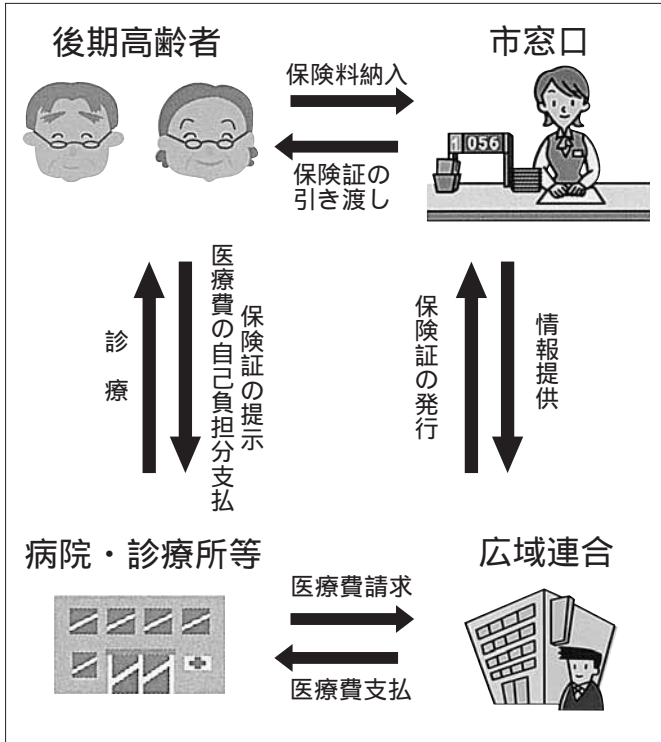 後期高齢者
市窓口
保険料納入
1 056
保険証の
引き渡し
診療
保険証の提示
医療費の自己負担分支払
保険証の発行
情報提供
病院・診療所等
広域連合
医療費請求
医療費支払